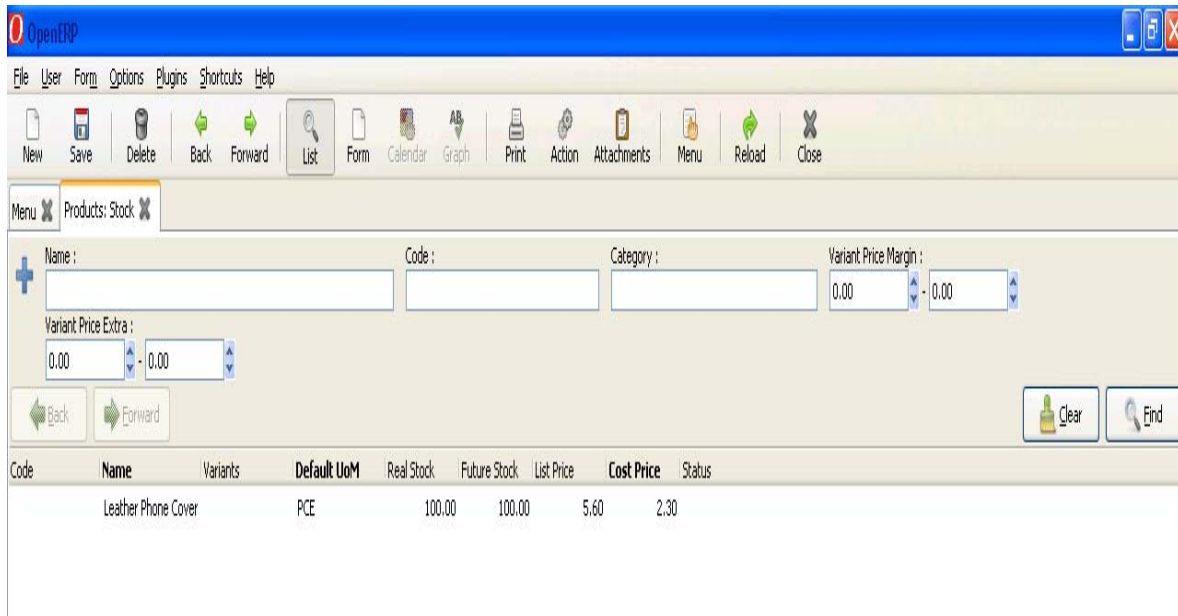 OpenERP
File User Form Options Plugins Shortcuts Help
New Save Delete Back Forward List Form Calendar Graph Print Action Attachments Menu Reload Close
Menu Products: Stock
Name : Code : Category : Variant Price Margin :
0.00 - 0.00
Variant Price Extra :
0.00 - 0.00
Back Forward Clear Find
Code Name Variants Default UoM Real Stock Future Stock List Price Cost Price Status
Leather Phone Cover PCE 100.00 100.00 5.60 2.30